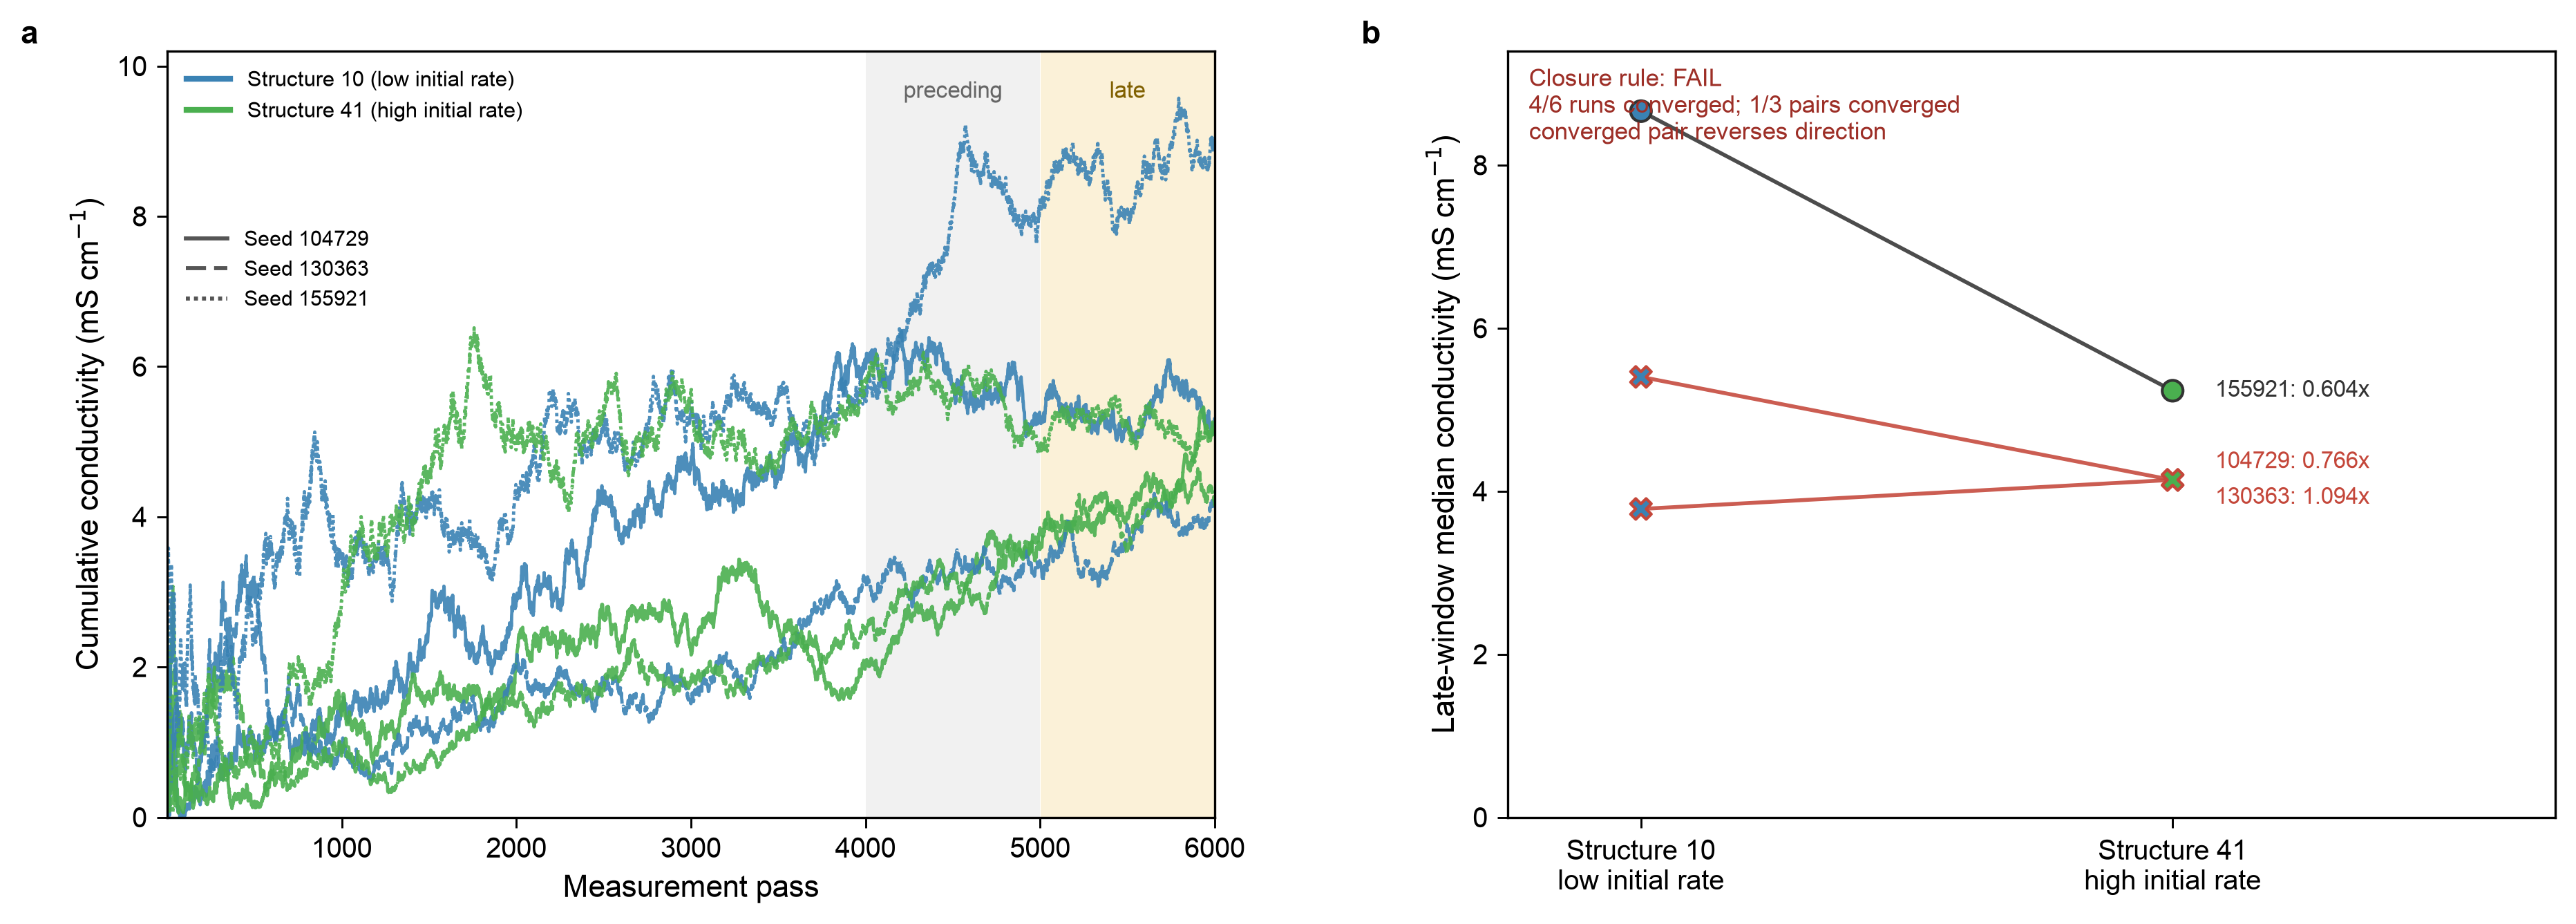 a
10
8
6
4
2
0
Cumulative conductivity (mS cm⁻¹)
Structure 10 (low initial rate)
Structure 41 (high initial rate)
Seed 104729
Seed 130363
Seed 155921
preceding
late
1000
2000
3000
4000
5000
6000
Measurement pass
b
8
6
4
2
0
Late-window median conductivity (mS cm⁻¹)
Closure rule: FAIL
4/6 runs converged; 1/3 pairs converged
converged pair reverses direction
155921: 0.604x
104729: 0.766x
130363: 1.094x
Structure 10
low initial rate
Structure 41
high initial rate